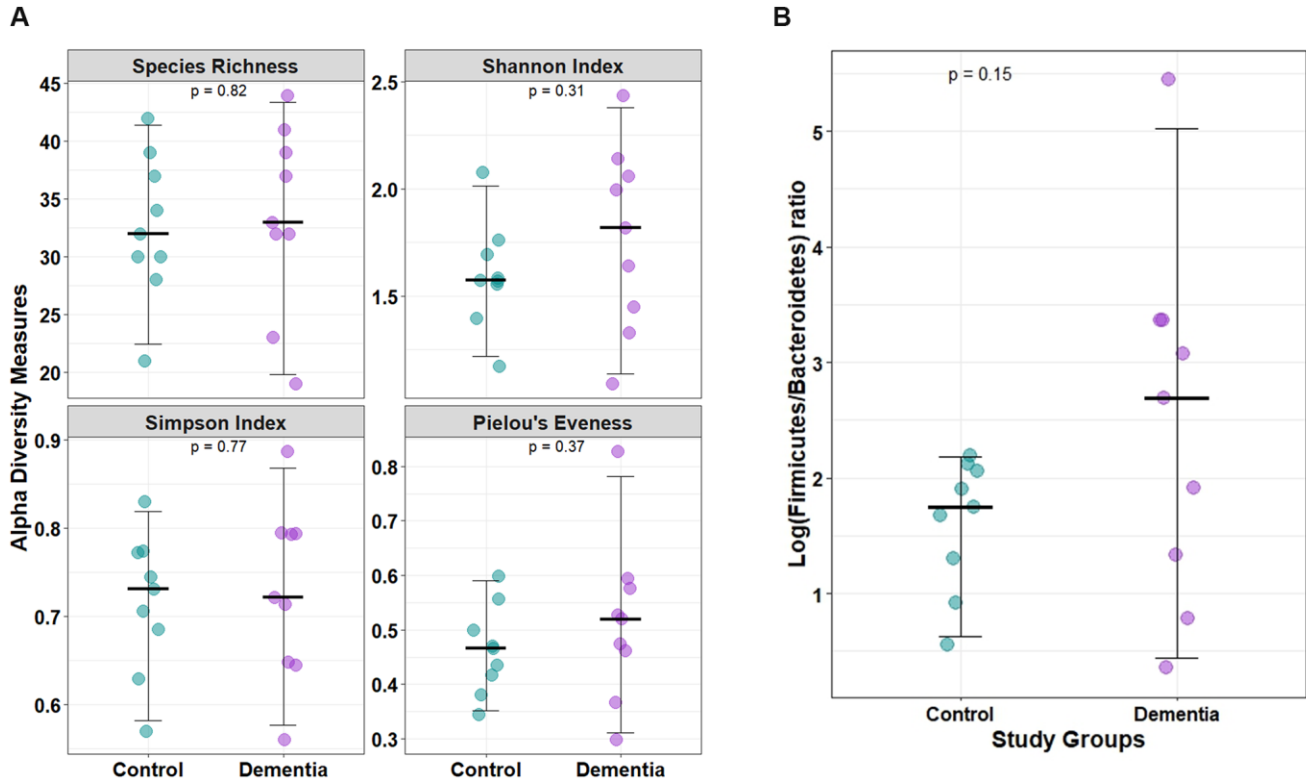 A
B
Species Richness
Shannon Index
p = 0.82
p = 0.31
45
40
35
30
25
20
2.5
2.0
1.5
Simpson Index
Pielou's Eveness
p = 0.77
p = 0.37
0.9
0.8
0.7
0.6
0.8
0.7
0.6
0.5
0.4
0.3
Alpha Diversity Measures
Control
Dementia
Control
Dementia
p = 0.15
5
4
3
2
1
Log(Firmicutes/Bacteroidetes) ratio
Control
Dementia
Study Groups